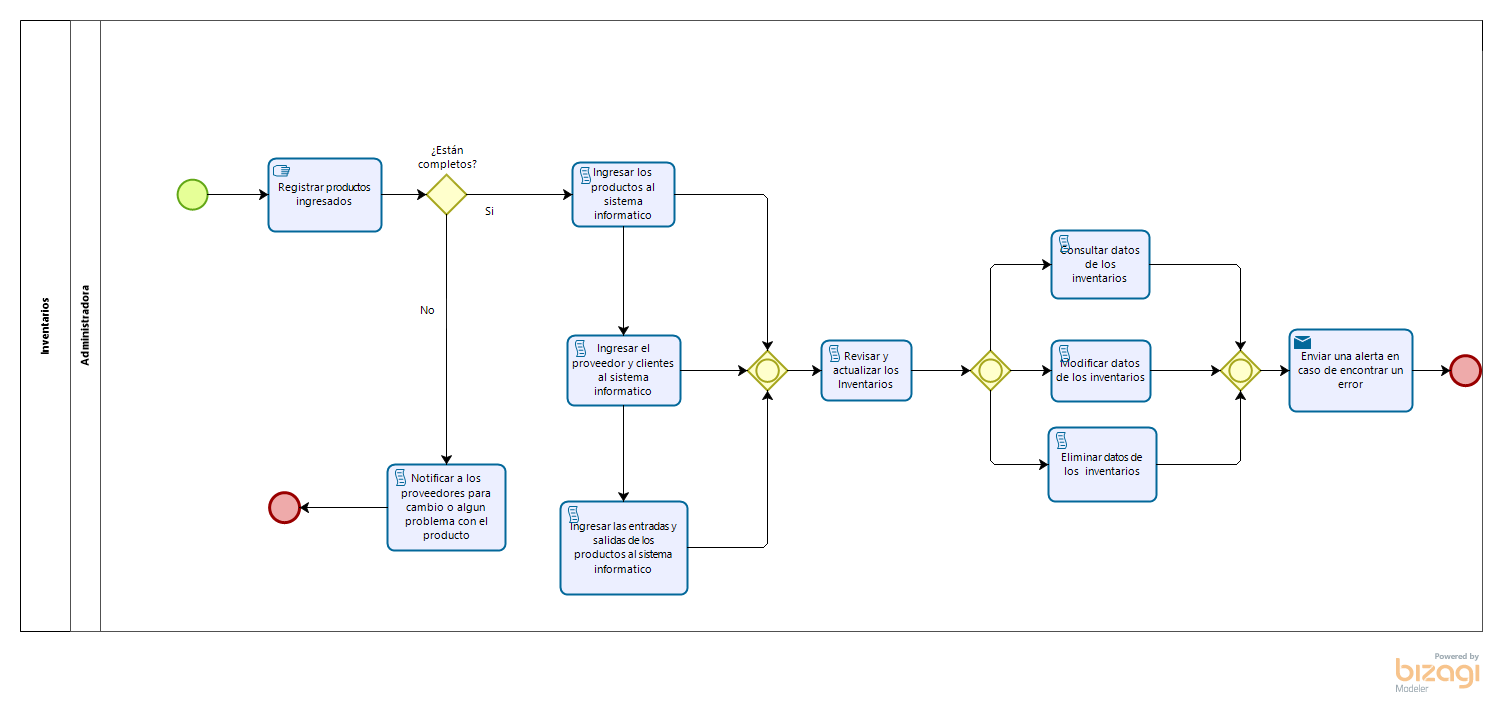 Inventarios
Administradora
Registrar productos
ingresados
¿Están
completos?
Si
No
Notificar a los
proveedores para
cambio o algun
problema con el
producto
Ingresar los
productos al
sistema
informatico
Ingresar el
proveedor y clientes
al sistema
informatico
Ingresar las entradas y
salidas de los
productos al sistema
informatico
Revisar y
actualizar los
Inventarios
Consultar datos
de los
inventarios
Modificar datos
de los inventarios
Eliminar datos de
los inventarios
Enviar una alerta en
caso de encontrar un
error
Powered by
bizagi
Modeler